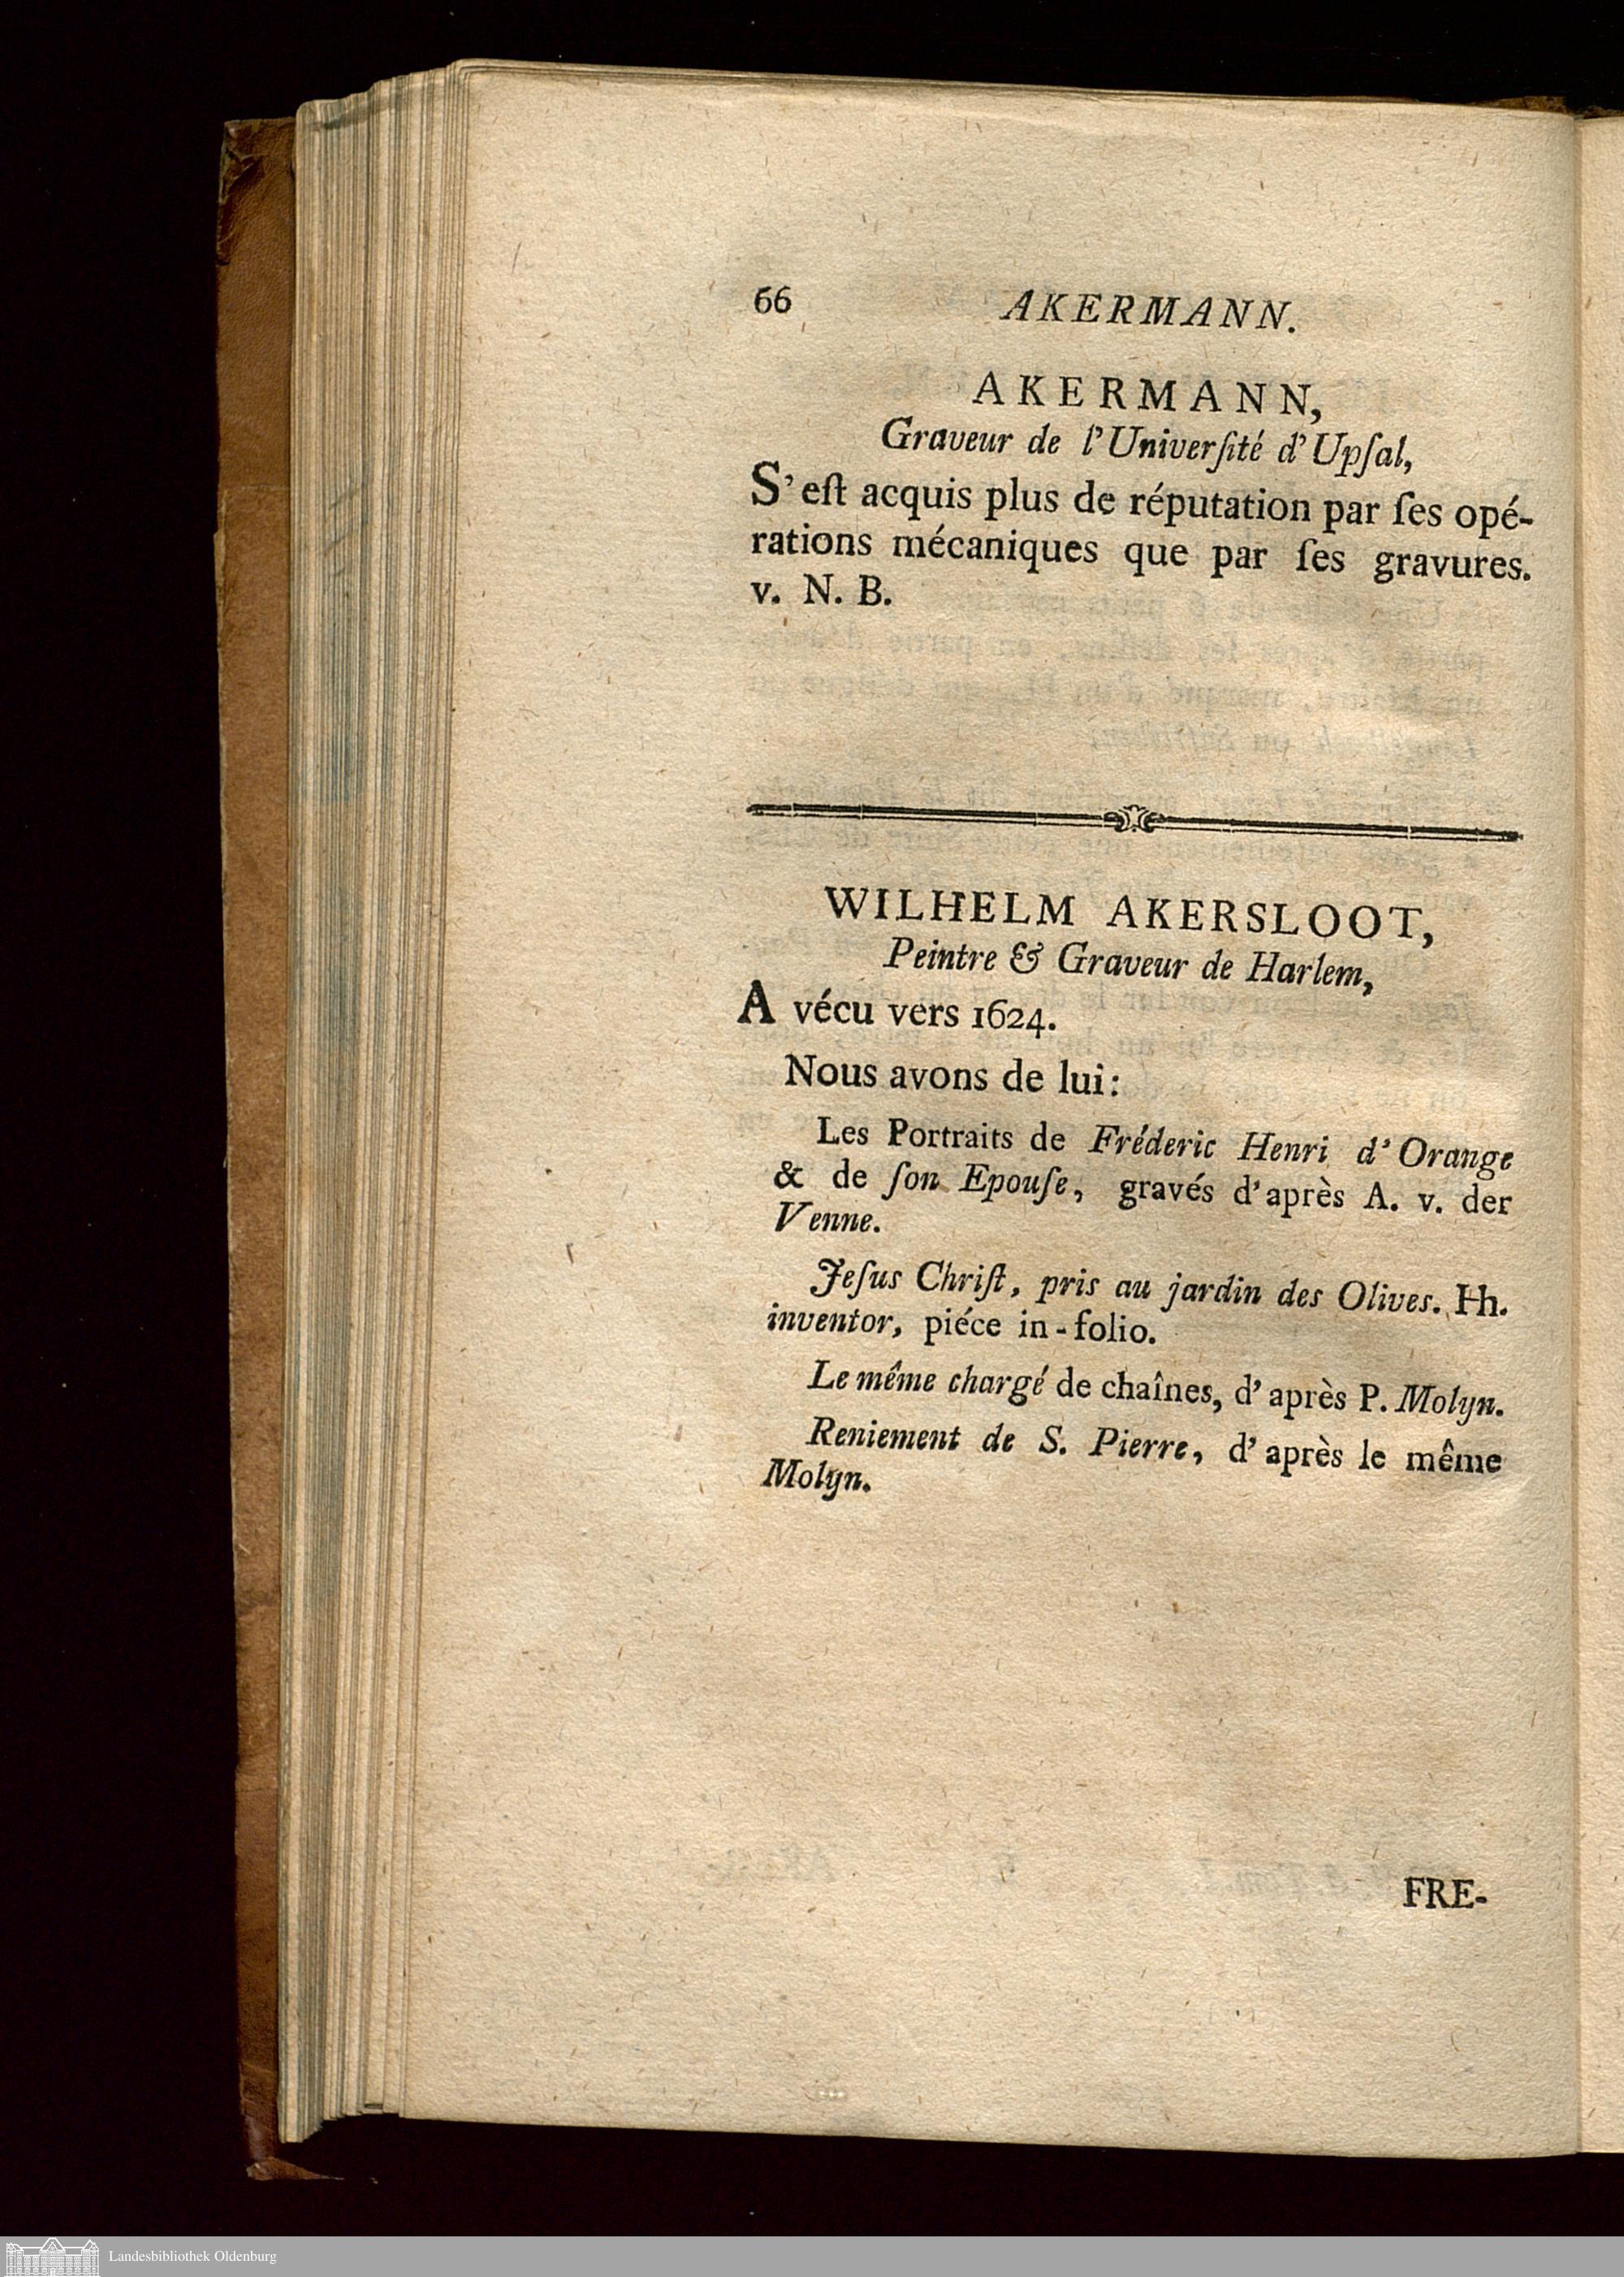 66 AKERMANN.
AKERMANN,
Graveur de l'Univerſité d'Upſal,
S'eſt acquis plus de réputation par ſes opé-
rations mécaniques que par ſes gravures.
v. N. B.
WILHELM AKERSLOOT,
Peintre & Graveur de Harlem,
A vécu vers 1624.
Nous avons de lui:
Les Portraits de Fréderic Henri d'Orange
& de ſon Epouſe, gravés d'après A. v. der
Venne.
Jeſus Chriſt, pris au jardin des Olives. Hh.
inventor, piéce in-folio.
Le même chargé de chaînes, d'après P. Molyn.
Reniement de S. Pierre, d'après le même
Molyn.
FRE-
Landesbibliothek Oldenburg